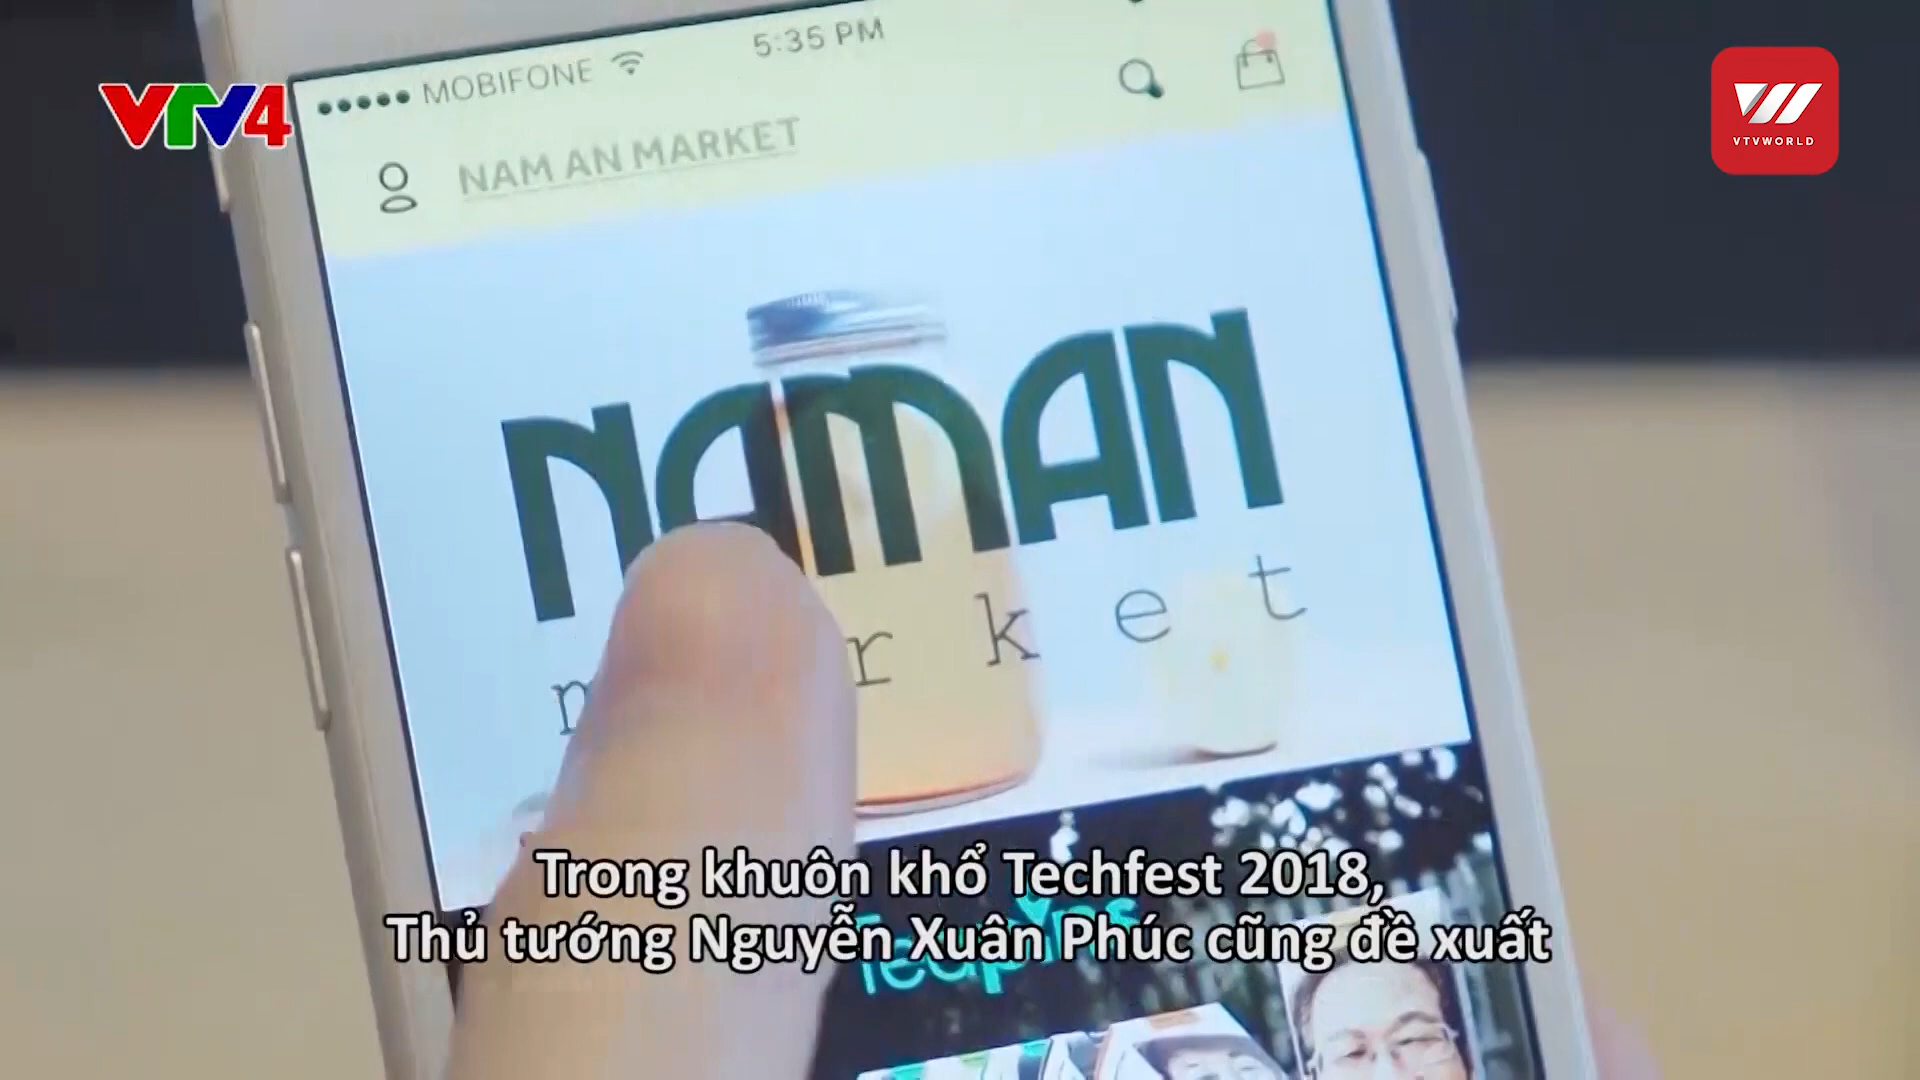 5:35 PM
MOBIFONE
VTV4
VTVWORLD
NAM AN MARKET
NAMAN
rket
Trong khuôn khổ Techfest 2018,
Thủ tướng Nguyễn Xuân Phúc cũng đề xuất